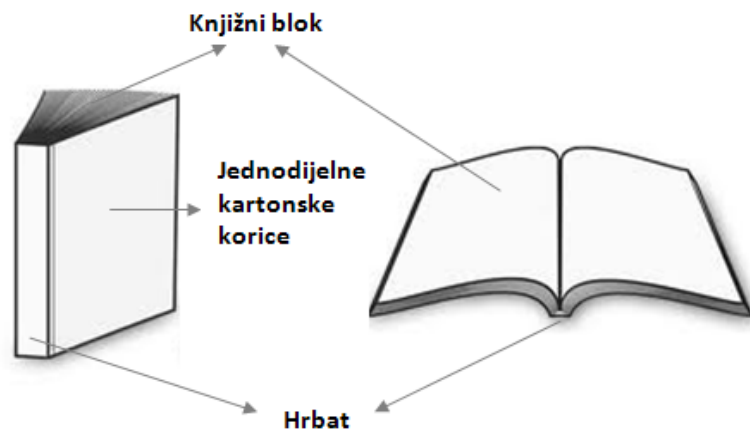 Knjižni blok
Jednodijelne
kartonske
korice
Hrbat